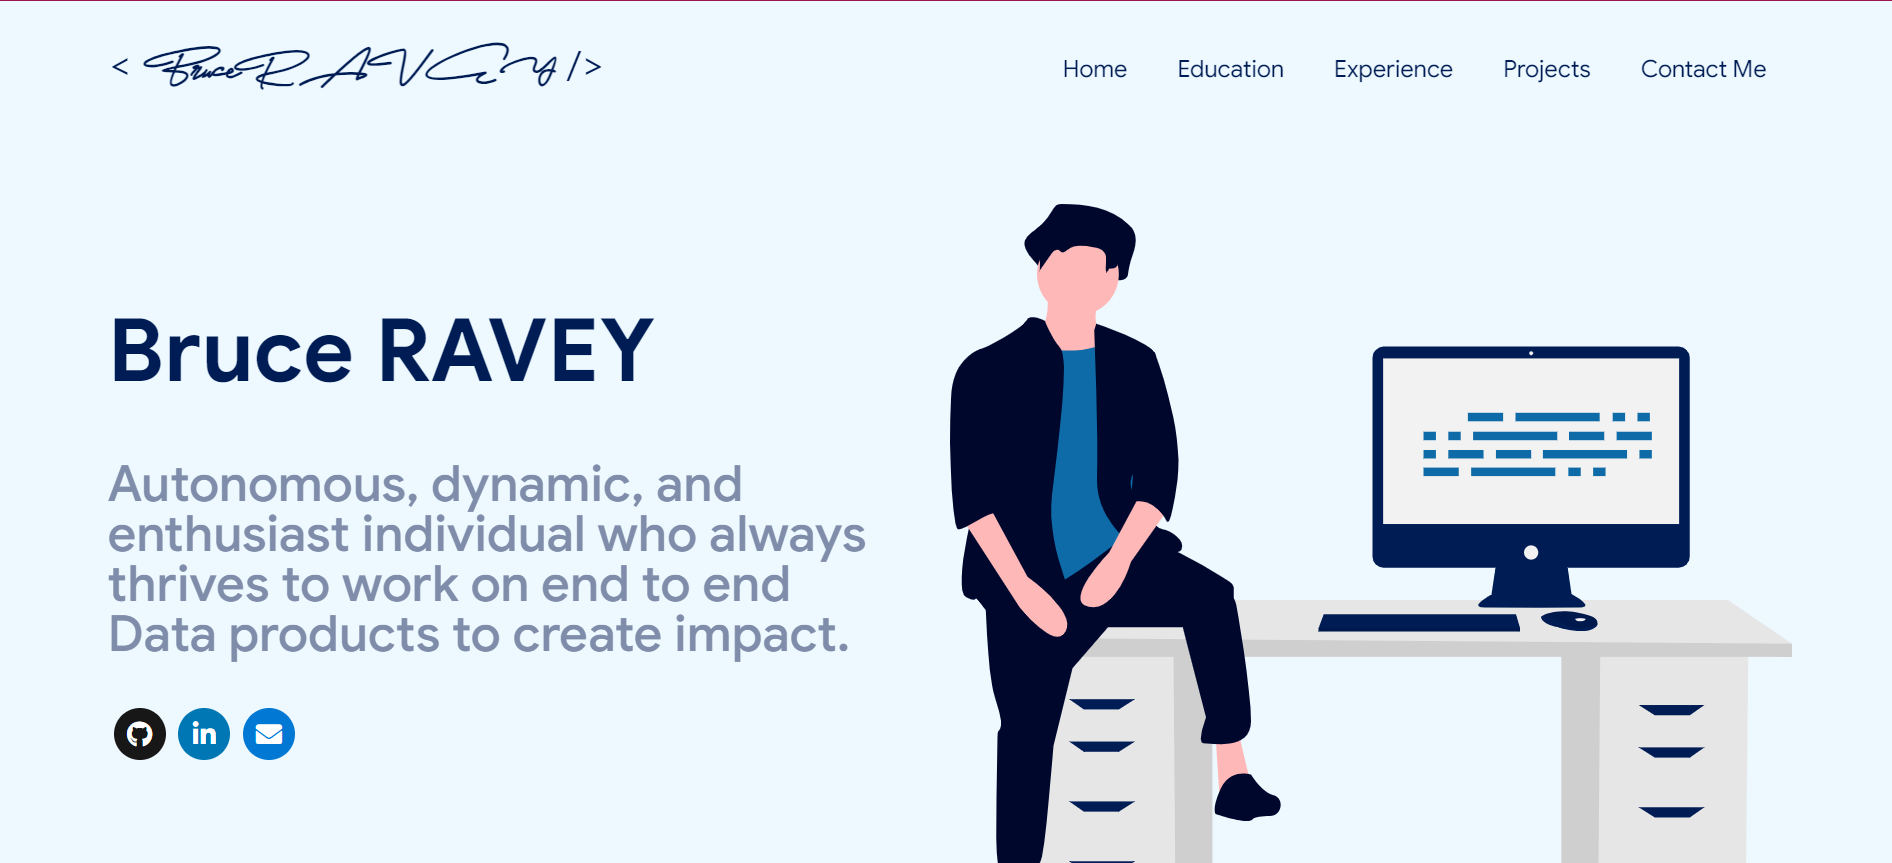 < Bruce RAVEY />
Home Education Experience Projects Contact Me
Bruce RAVEY
Autonomous, dynamic, and
enthusiast individual who always
thrives to work on end to end
Data products to create impact.
in